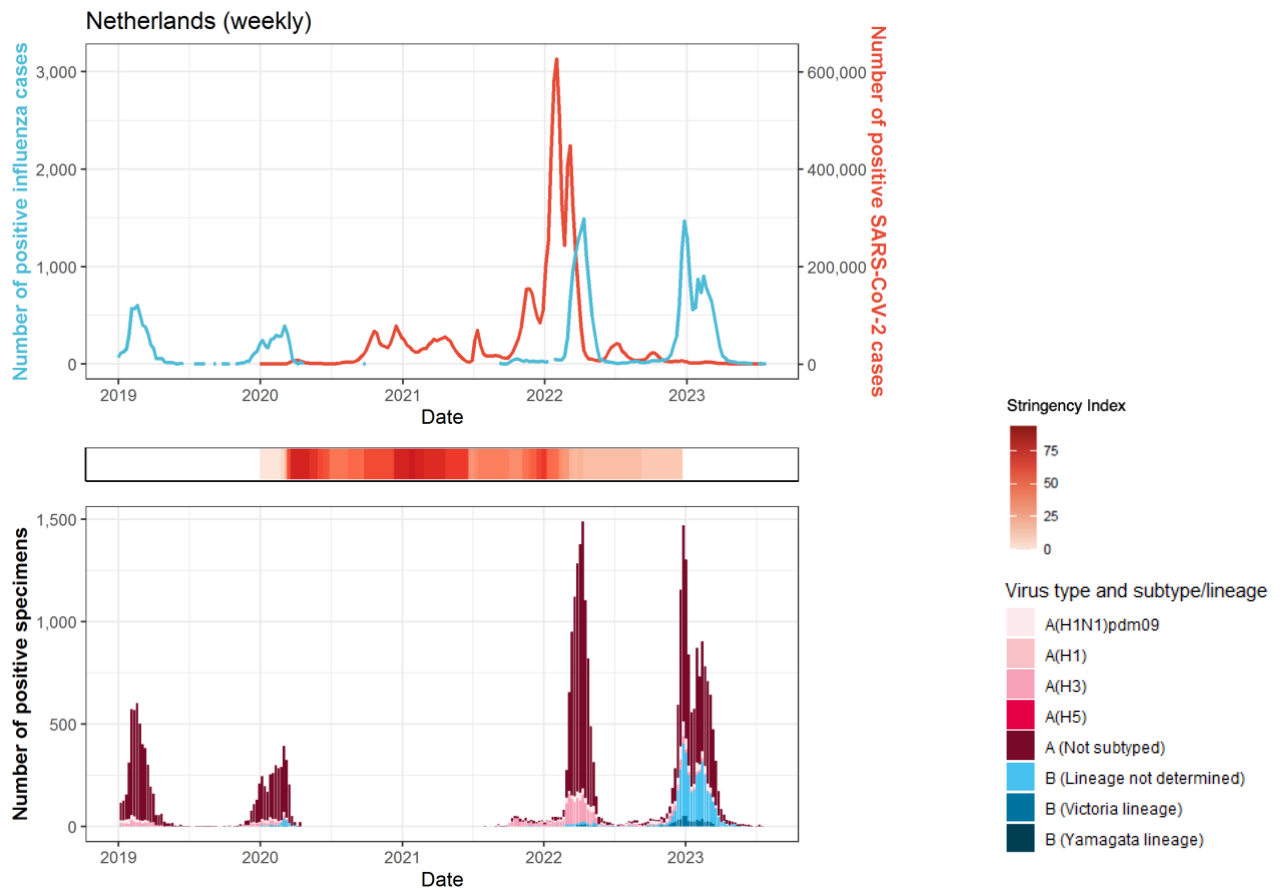 Netherlands (weekly)
Number of positive influenza cases
3,000
2,000
1,000
0
600,000
400,000
200,000
0
Number of positive SARS-CoV-2 cases
2019 2020 2021 2022 2023
Date
Stringency Index
75
50
25
0
Number of positive specimens
1,500
1,000
500
0
2019 2020 2021 2022 2023
Date
Virus type and subtype/lineage
A(H1N1)pdm09
A(H1)
A(H3)
A(H5)
A (Not subtyped)
B (Lineage not determined)
B (Victoria lineage)
B (Yamagata lineage)